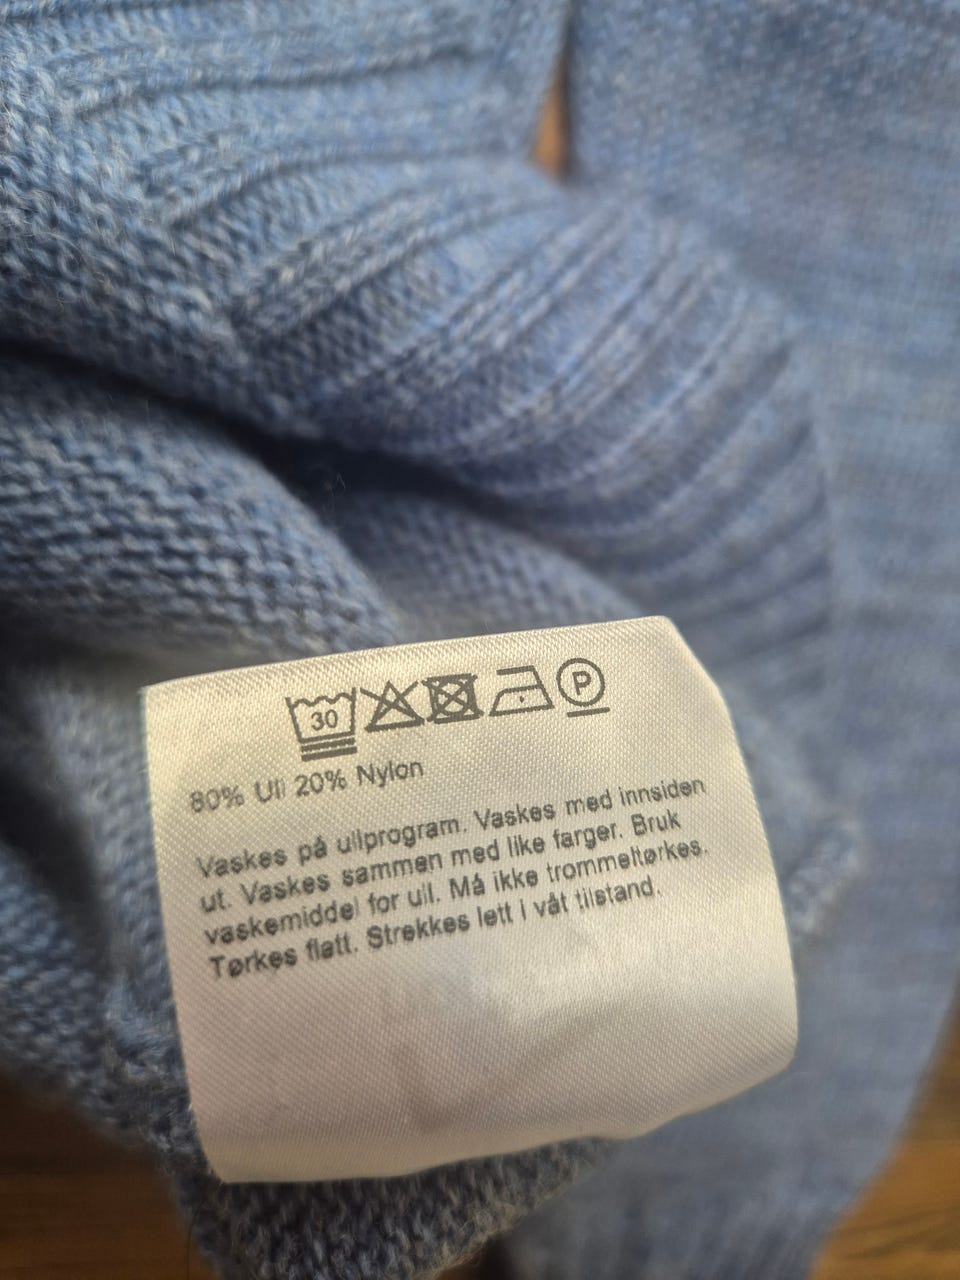 30 P
80% Ull 20% Nylon
Vaskes på ullprogram. Vaskes med innsiden
ut. Vaskes sammen med like farger. Bruk
vaskemiddel for ull. Må ikke trommeltørkes.
Tørkes flatt. Strekkes lett i våt tilstand.